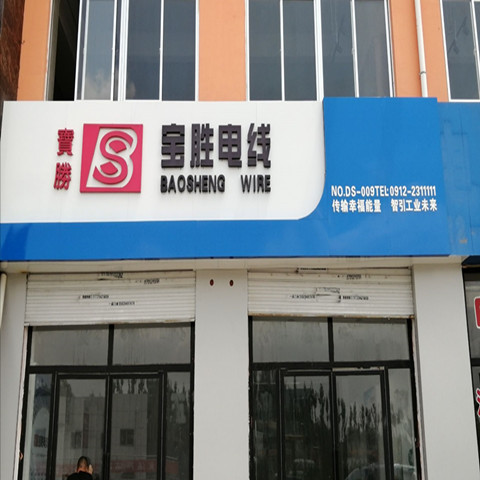 寶勝
宝胜电线
BAOSHENG WIRE
NO.DS-009TEL:0912-2311111
传输幸福能量 智引工业未来